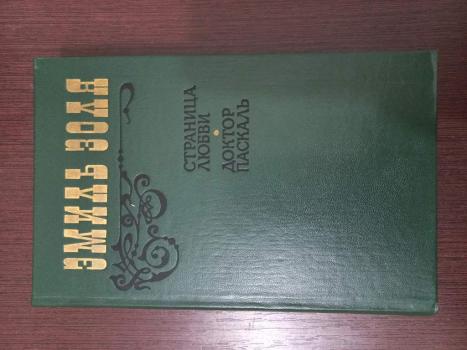 ЭМИЛЬ ЗОЛЯ
СТРАНИЦА
ЛЮБВИ
•
ДОКТОР
ПАСКАЛЬ